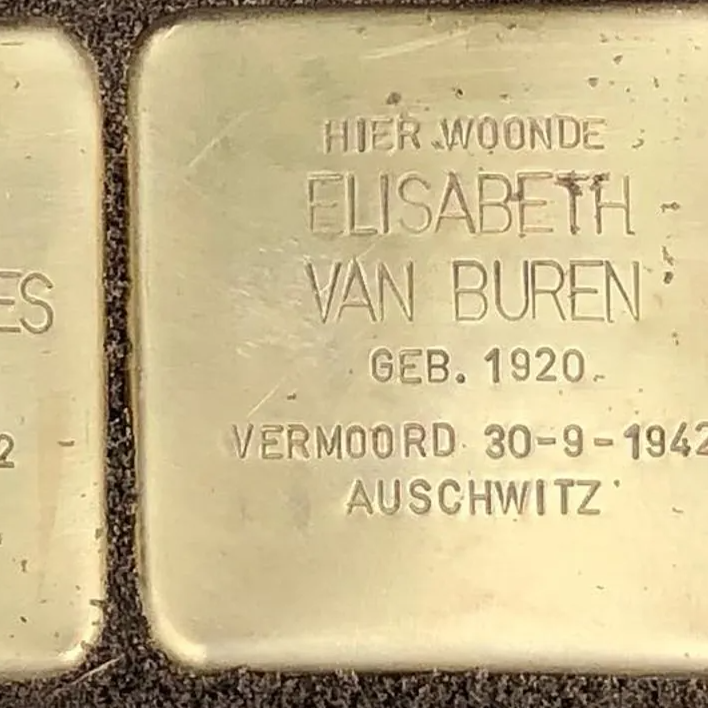 HIER WOONDE
ELISABETH
VAN BUREN
GEB. 1920
VERMOORD 30-9-1942
AUSCHWITZ